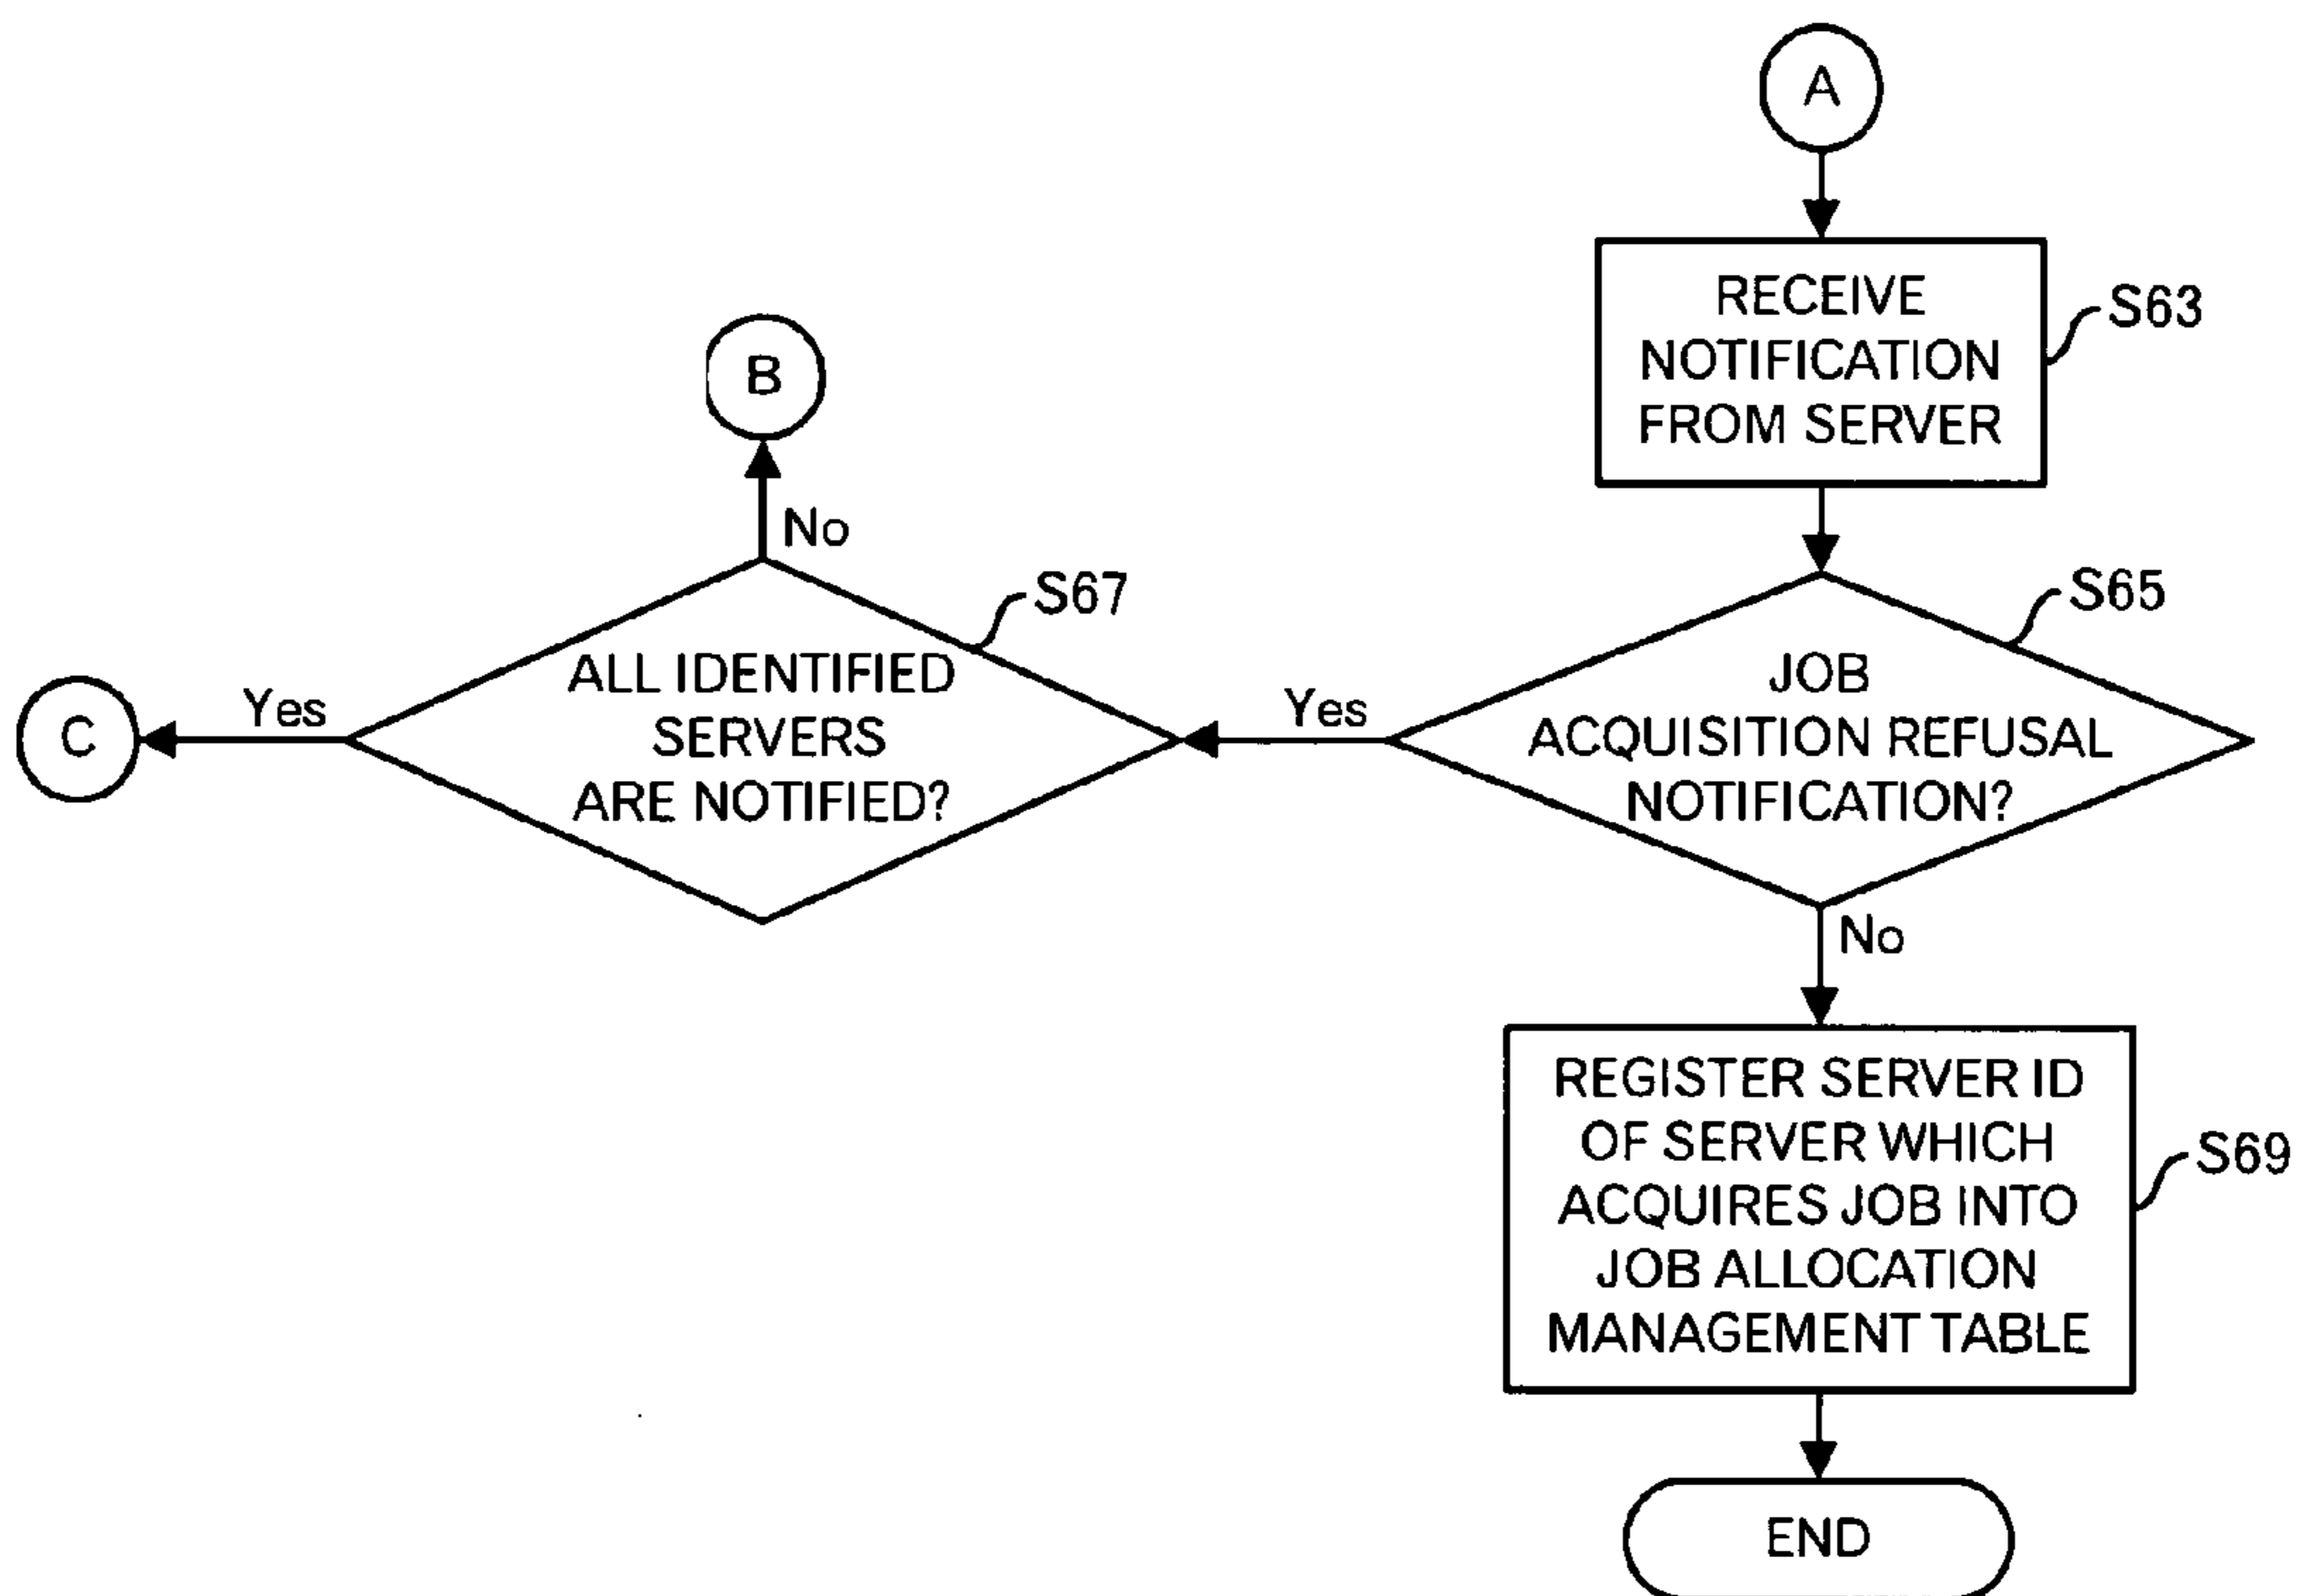 A
RECEIVE
NOTIFICATION
FROM SERVER
S63
B
No
S67
ALL IDENTIFIED
SERVERS
ARE NOTIFIED?
Yes
C
S65
JOB
ACQUISITION REFUSAL
NOTIFICATION?
Yes
No
REGISTER SERVER ID
OF SERVER WHICH
ACQUIRES JOB INTO
JOB ALLOCATION
MANAGEMENT TABLE
S69
END